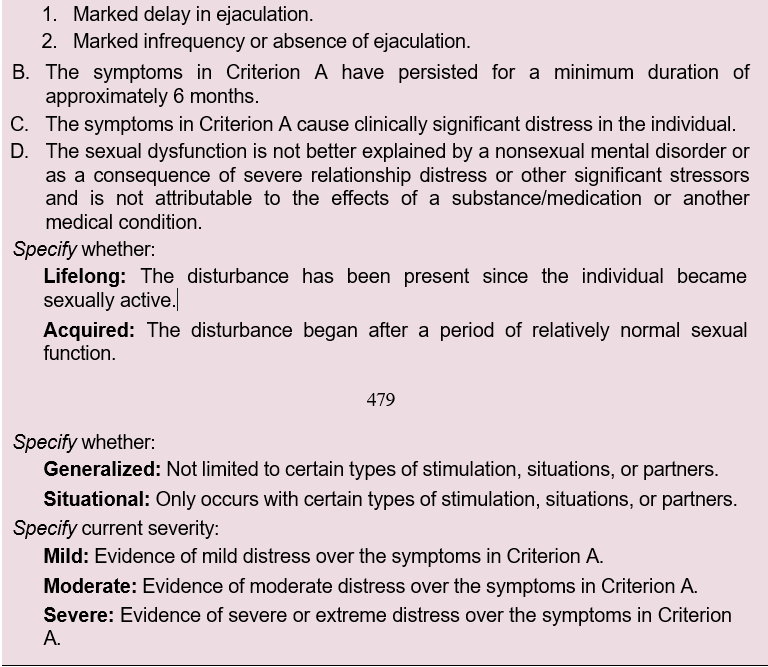 1. Marked delay in ejaculation.
2. Marked infrequency or absence of ejaculation.
B. The symptoms in Criterion A have persisted for a minimum duration of
approximately 6 months.
C. The symptoms in Criterion A cause clinically significant distress in the individual.
D. The sexual dysfunction is not better explained by a nonsexual mental disorder or
as a consequence of severe relationship distress or other significant stressors
and is not attributable to the effects of a substance/medication or another
medical condition.
Specify whether:
Lifelong: The disturbance has been present since the individual became
sexually active.
Acquired: The disturbance began after a period of relatively normal sexual
function.
479
Specify whether:
Generalized: Not limited to certain types of stimulation, situations, or partners.
Situational: Only occurs with certain types of stimulation, situations, or partners.
Specify current severity:
Mild: Evidence of mild distress over the symptoms in Criterion A.
Moderate: Evidence of moderate distress over the symptoms in Criterion A.
Severe: Evidence of severe or extreme distress over the symptoms in Criterion
A.